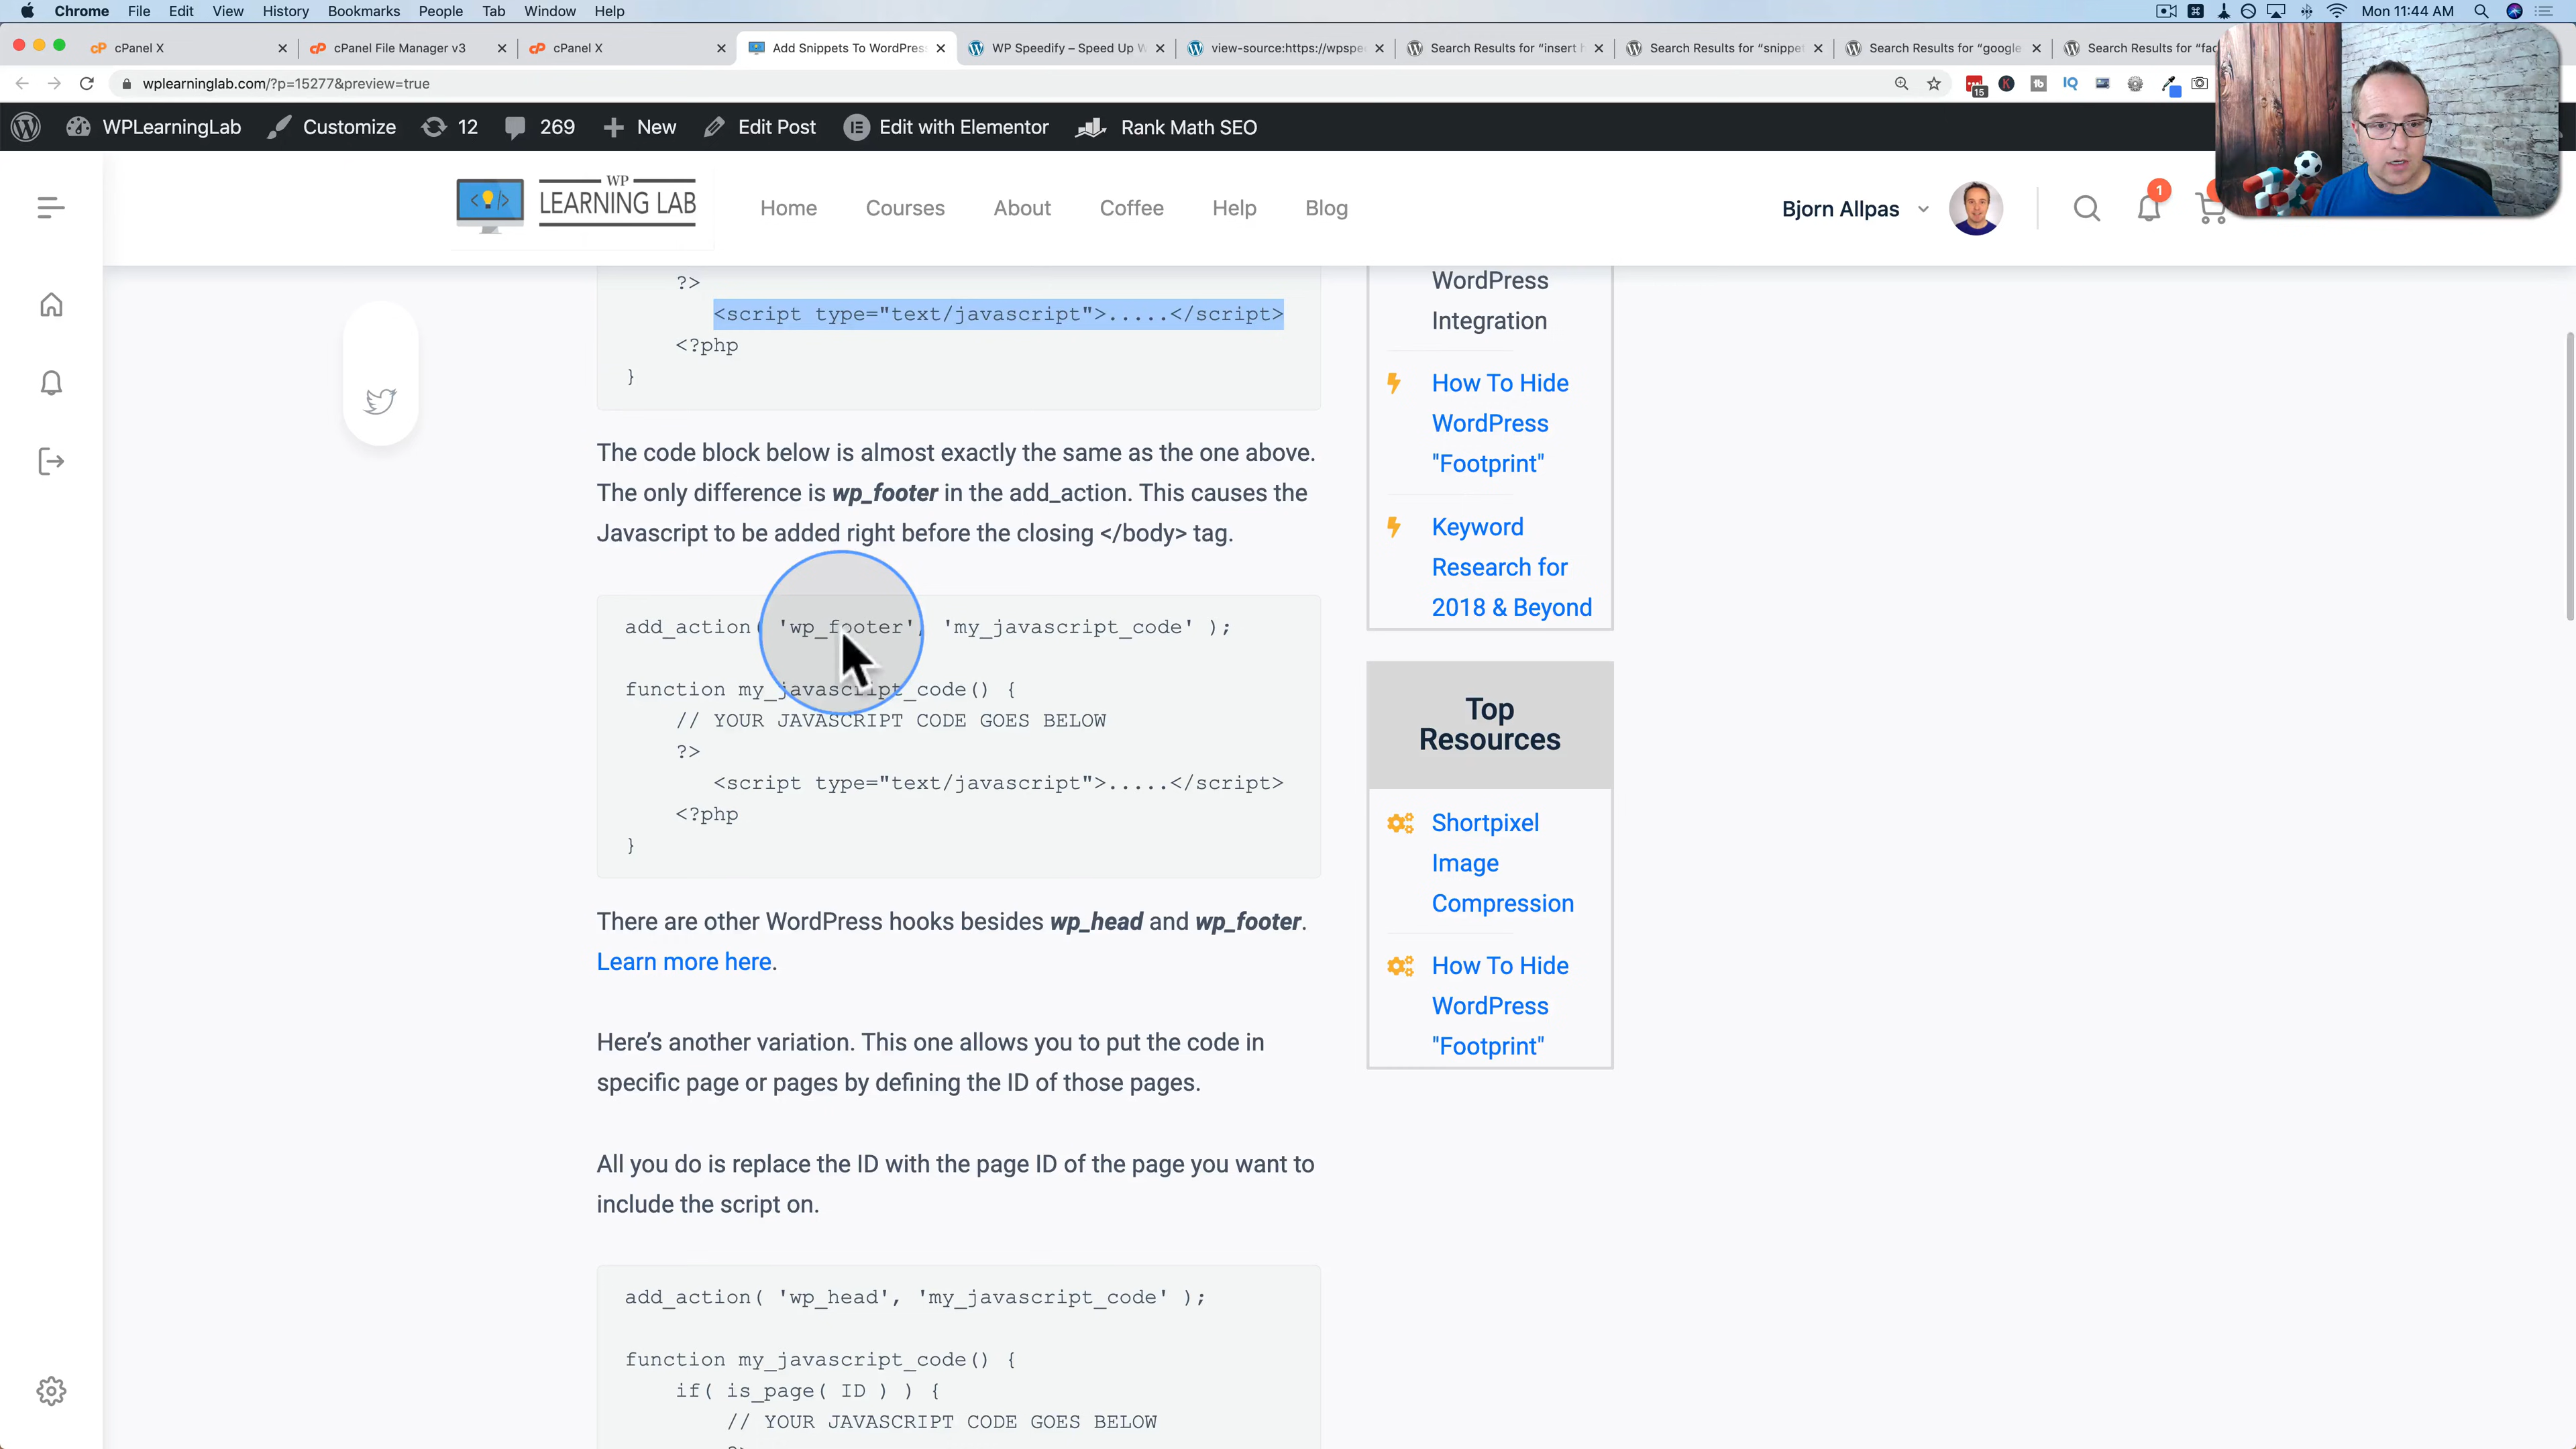 Chrome File Edit View History Bookmarks People Tab Window Help Mon 11:44 AM
cPanel X
cPanel File Manager v3
cPanel X
Add Snippets To WordPress
WP Speedify – Speed Up W
view-source:https://wpspee
Search Results for “insert h
Search Results for “snippet
Search Results for “google
Search Results for “fac
wplearninglab.com/?p=15277&preview=true
15
IQ
WPLearningLab Customize 12 269 New Edit Post Edit with Elementor Rank Math SEO
WP
LEARNING LAB
Home Courses About Coffee Help Blog
Bjorn Allpas
1
?>
<script type="text/javascript">.....</script>
<?php
}
The code block below is almost exactly the same as the one above.
The only difference is wp_footer in the add_action. This causes the
Javascript to be added right before the closing </body> tag.
add_action( 'wp_footer', 'my_javascript_code' );
function my_javascript_code() {
// YOUR JAVASCRIPT CODE GOES BELOW
?>
<script type="text/javascript">.....</script>
<?php
}
There are other WordPress hooks besides wp_head and wp_footer.
Learn more here.
Here’s another variation. This one allows you to put the code in
specific page or pages by defining the ID of those pages.
All you do is replace the ID with the page ID of the page you want to
include the script on.
add_action( 'wp_head', 'my_javascript_code' );
function my_javascript_code() {
if( is_page( ID ) ) {
// YOUR JAVASCRIPT CODE GOES BELOW
WordPress
Integration
How To Hide
WordPress
"Footprint"
Keyword
Research for
2018 & Beyond
Top
Resources
Shortpixel
Image
Compression
How To Hide
WordPress
"Footprint"